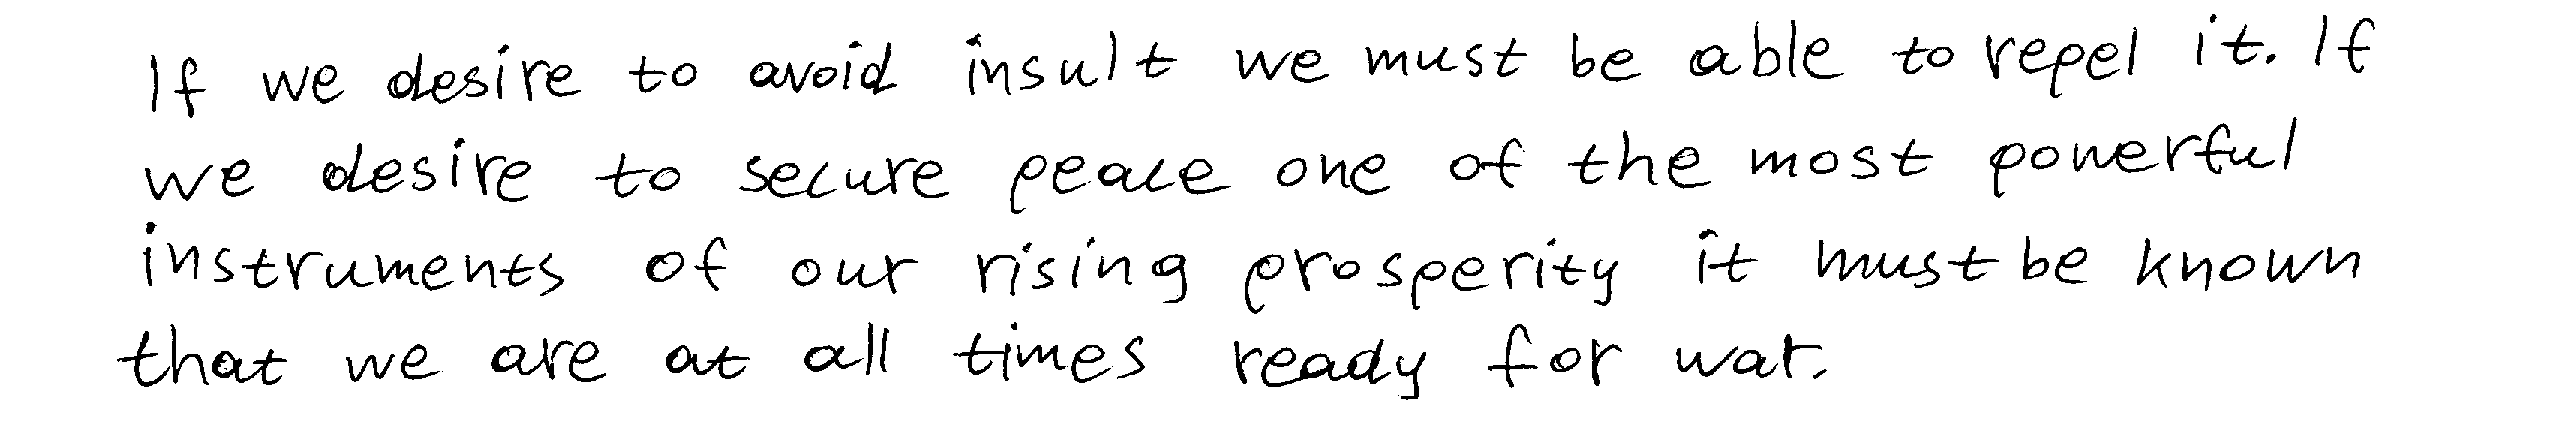 If we desire to avoid insult we must be able to repel it. If
we desire to secure peace one of the most powerful
instruments of our rising prosperity it must be known
that we are at all times ready for war.